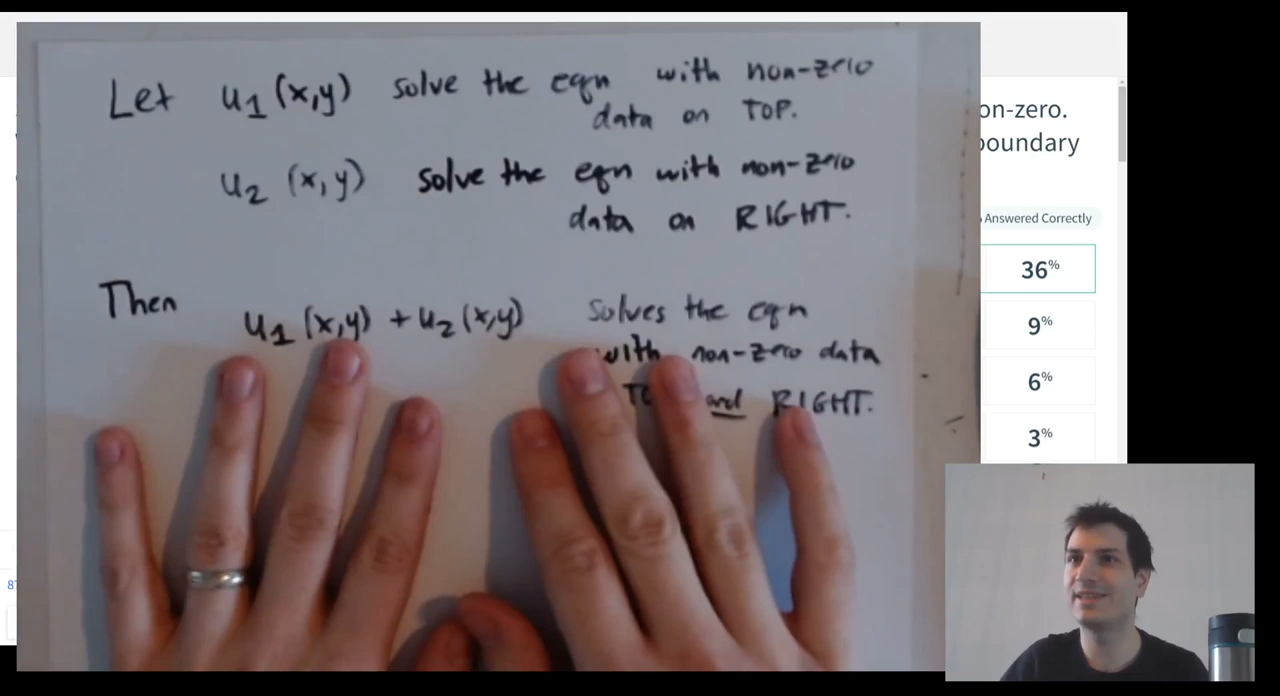 Let u1 (x,y) solve the eqn with non-zero
data on TOP.
u2 (x,y) solve the eqn with non-zero
data on RIGHT.
Then u1 (x,y) + u2 (x,y) solves the eqn
with non-zero data
and RIGHT.
on-zero.
boundary
Answered Correctly
36%
9%
6%
3%